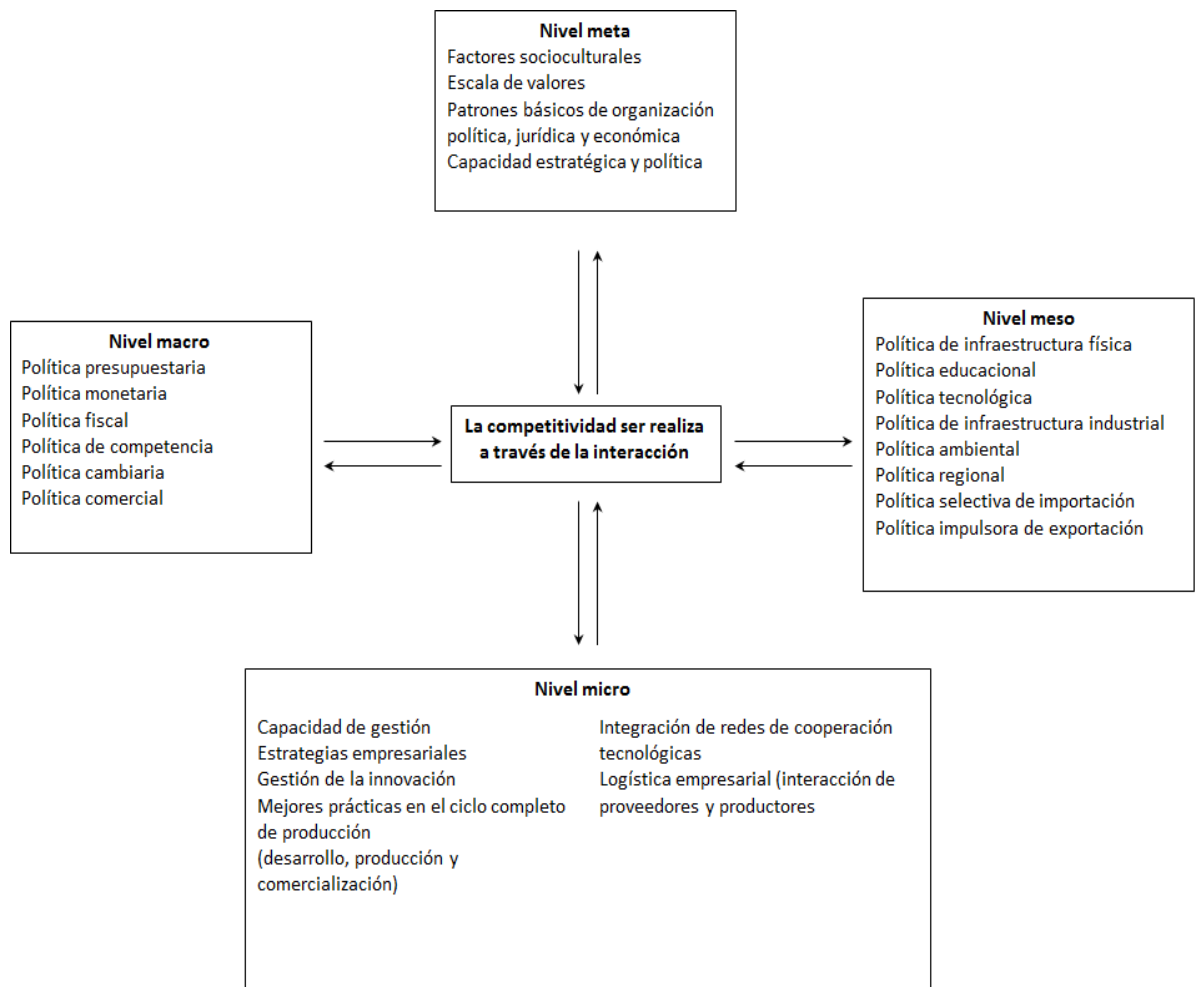 Nivel meta
Factores socioculturales
Escala de valores
Patrones básicos de organización
política, jurídica y económica
Capacidad estratégica y política
Nivel macro
Política presupuestaria
Política monetaria
Política fiscal
Política de competencia
Política cambiaria
Política comercial
La competitividad ser realiza
a través de la interacción
Nivel meso
Política de infraestructura física
Política educacional
Política tecnológica
Política de infraestructura industrial
Política ambiental
Política regional
Política selectiva de importación
Política impulsora de exportación
Nivel micro
Capacidad de gestión
Estrategias empresariales
Gestión de la innovación
Mejores prácticas en el ciclo completo
de producción
(desarrollo, producción y
comercialización)
Integración de redes de cooperación
tecnológicas
Logística empresarial (interacción de
proveedores y productores